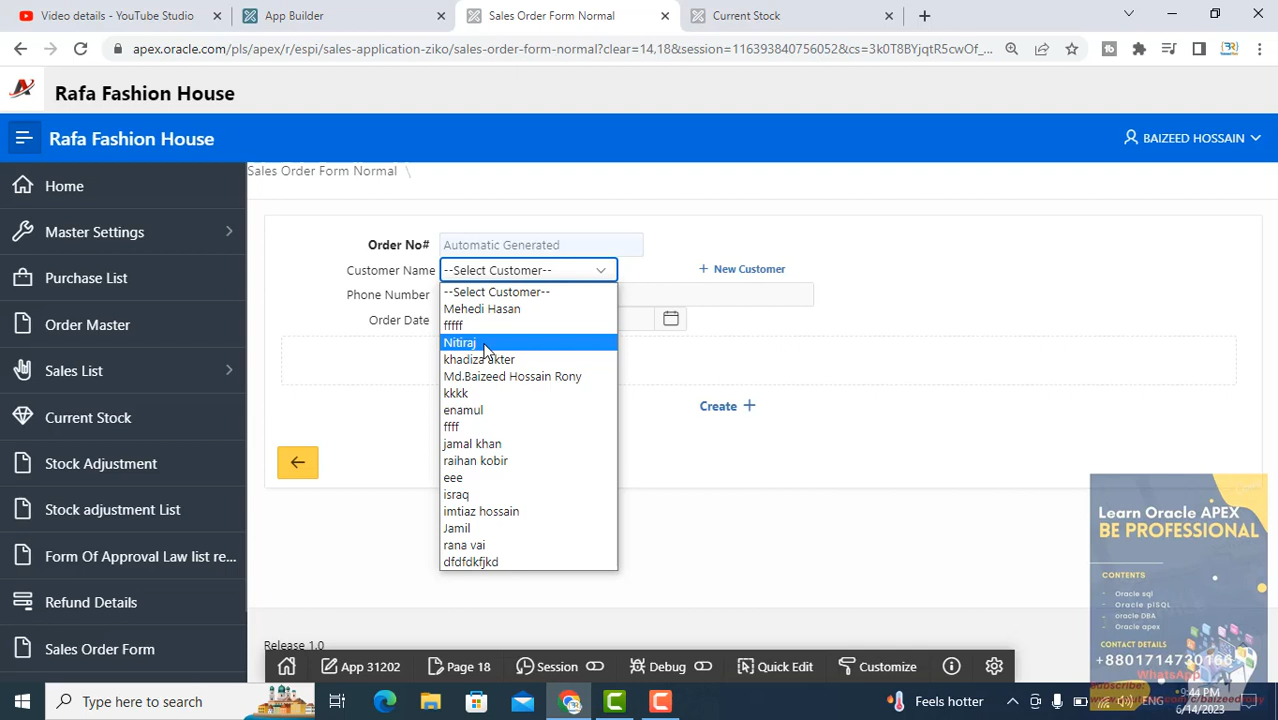 Video details - YouTube Studio
App Builder
Sales Order Form Normal
Current Stock
apex.oracle.com/pls/apex/r/espi/sales-application-ziko/sales-order-form-normal?clear=14,18&session=116393840756052&cs=3k0T8BYjqtR5cwOf_...
Rafa Fashion House
Rafa Fashion House
BAIZEED HOSSAIN
Sales Order Form Normal \
Home
Master Settings
Purchase List
Order Master
Sales List
Current Stock
Stock Adjustment
Stock adjustment List
Form Of Approval Law list re...
Refund Details
Sales Order Form
Order No#
Automatic Generated
Customer Name
--Select Customer--
New Customer
Phone Number
Order Date
--Select Customer--
Mehedi Hasan
fffff
Nitiraj
khadiza akter
Md.Baizeed Hossain Rony
kkkk
enamul
ffff
jamal khan
raihan kobir
eee
israq
imtiaz hossain
Jamil
rana vai
dfdfdkfjkd
Create
Release 1.0
App 31202
Page 18
Session
Debug
Quick Edit
Customize
Learn Oracle APEX
BE PROFESSIONAL
CONTENTS
Oracle sql
Oracle plSQL
oracle DBA
Oracle apex
CONTACT DETAILS
+8801714730166
WhatsApp
Subscribe:
Type here to search
Feels hotter
ENG
9:44 PM
6/14/2023